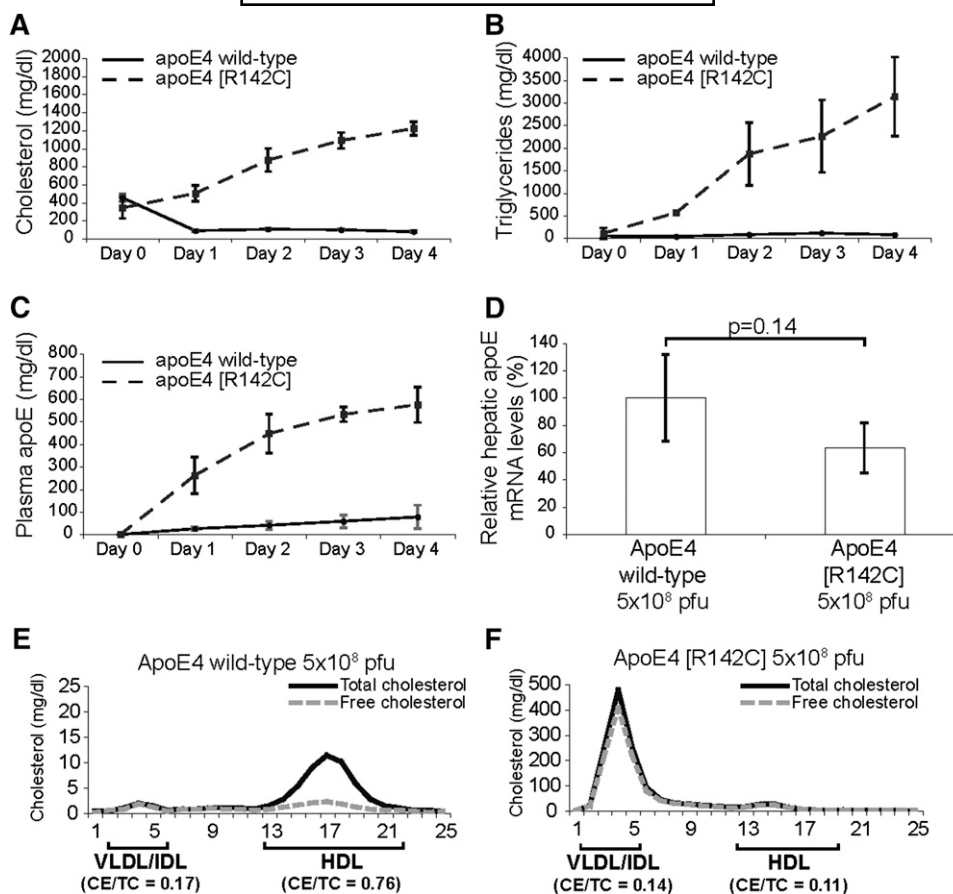 A
Cholesterol (mg/dl)
2000
1800
1600
1400
1200
1000
800
600
400
200
0
apoE4 wild-type
apoE4 [R142C]
Day 0 Day 1 Day 2 Day 3 Day 4
B
Triglycerides (mg/dl)
4000
3500
3000
2500
2000
1500
1000
500
0
apoE4 wild-type
apoE4 [R142C]
Day 0 Day 1 Day 2 Day 3 Day 4
C
Plasma apoE (mg/dl)
800
700
600
500
400
300
200
100
0
apoE4 wild-type
apoE4 [R142C]
Day 0 Day 1 Day 2 Day 3 Day 4
D
Relative hepatic apoE
mRNA levels (%)
140
120
100
80
60
40
20
0
p=0.14
ApoE4
wild-type
5x10⁸ pfu
ApoE4
[R142C]
5x10⁸ pfu
E
ApoE4 wild-type 5x10⁸ pfu
Cholesterol (mg/dl)
25
20
15
10
5
0
Total cholesterol
Free cholesterol
1 5 9 13 17 21 25
VLDL/IDL
(CE/TC = 0.17)
HDL
(CE/TC = 0.76)
F
ApoE4 [R142C] 5x10⁸ pfu
Cholesterol (mg/dl)
500
400
300
200
100
0
Total cholesterol
Free cholesterol
1 5 9 13 17 21 25
VLDL/IDL
(CE/TC = 0.14)
HDL
(CE/TC = 0.11)